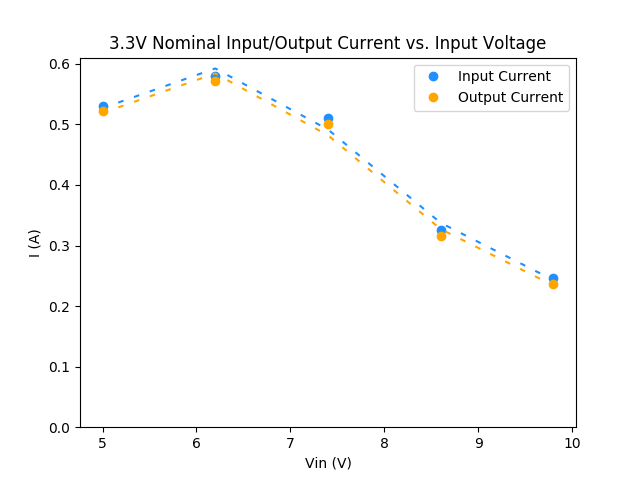 3.3V Nominal Input/Output Current vs. Input Voltage
Input Current
Output Current
I (A)
0.6
0.5
0.4
0.3
0.2
0.1
0.0
5 6 7 8 9 10
Vin (V)